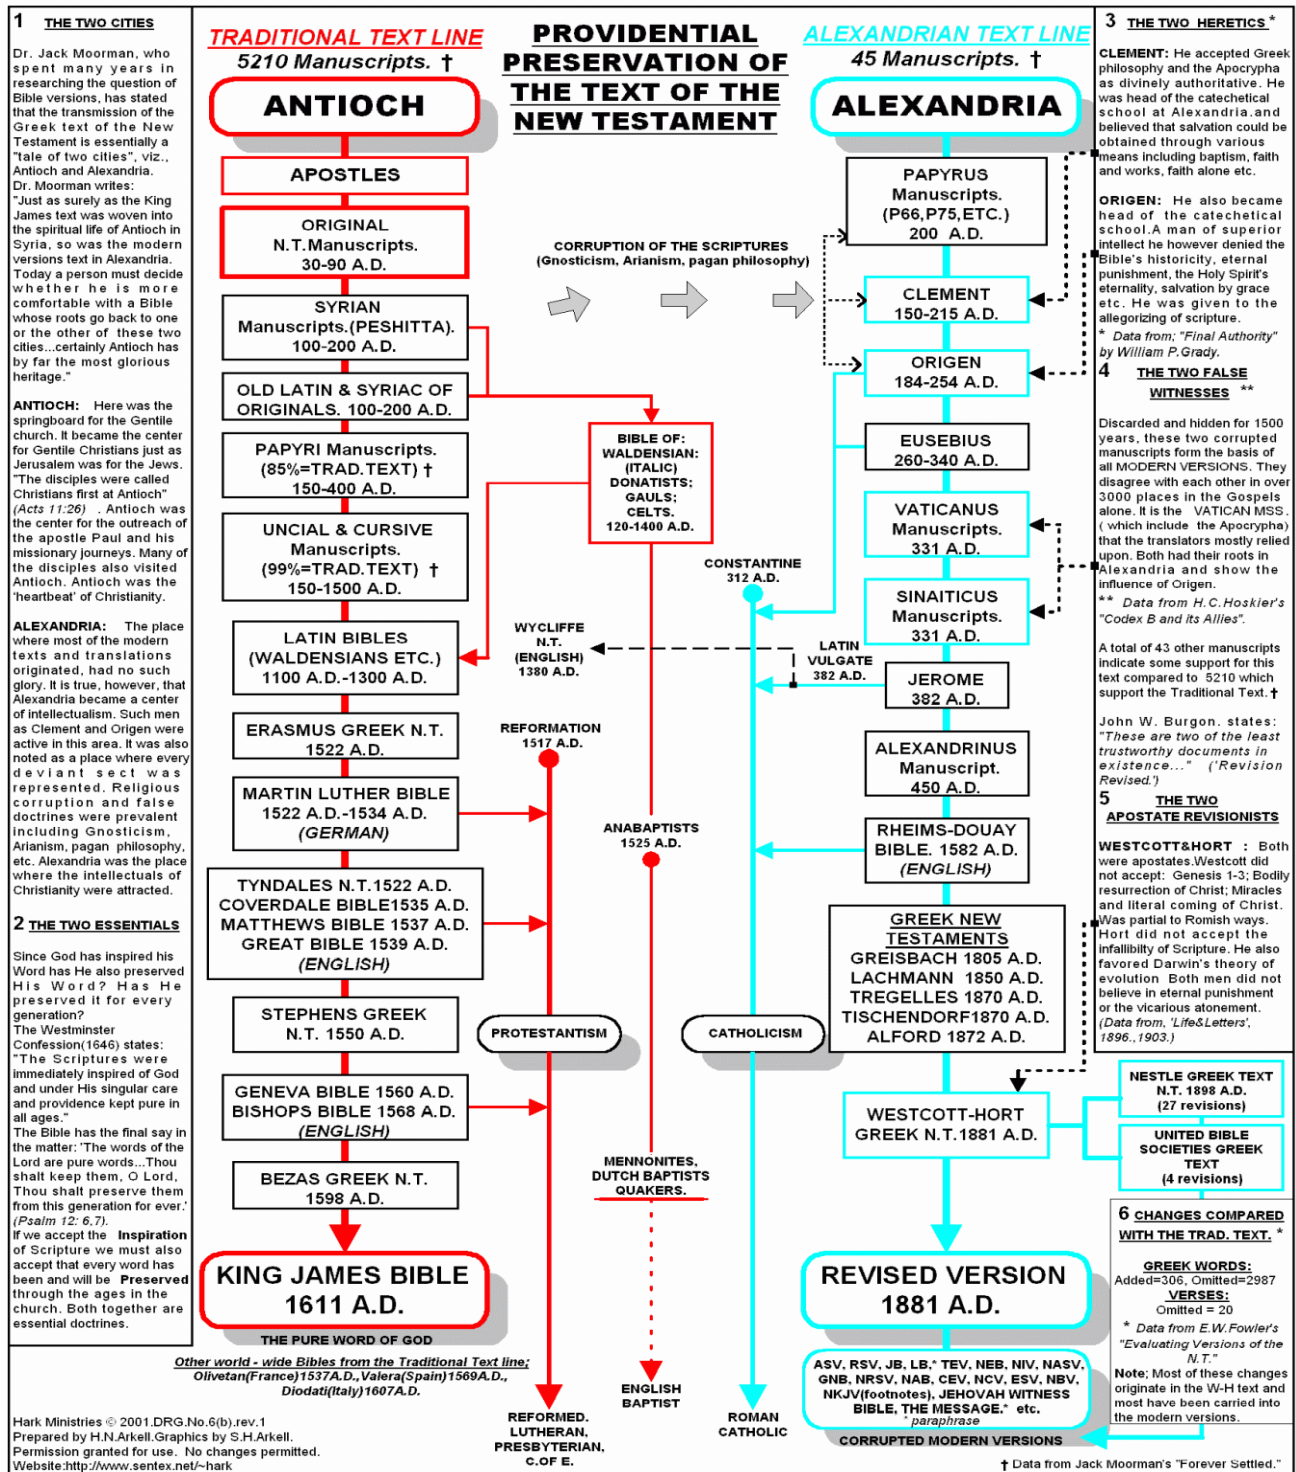 1 THE TWO CITIES
Dr. Jack Moorman, who
spent many years in
researching the question of
Bible versions, has stated
that the transmission of the
Greek text of the New
Testament is essentially a
"tale of two cities", viz.,
Antioch and Alexandria.
Dr. Moorman writes:
"Just as surely as the King
James text was woven into
the spiritual life of Antioch in
Syria, so was the modern
versions text in Alexandria.
Today a person must decide
whether he is more
comfortable with a Bible
whose roots go back to one
or the other of these two
cities...certainly Antioch has
by far the most glorious
heritage."
ANTIOCH: Here was the
springboard for the Gentile
church. It became the center
for Gentile Christians just as
Jerusalem was for the Jews.
"The disciples were called
Christians first at Antioch"
(Acts 11:26) . Antioch was
the center for the outreach of
the apostle Paul and his
missionary journeys. Many of
the disciples also visited
Antioch. Antioch was the
'heartbeat' of Christianity.
ALEXANDRIA: The place
where most of the modern
texts and translations
originated, had no such
glory. It is true, however, that
Alexandria became a center
of intellectualism. Such men
as Clement and Origen were
active in this area. It was also
noted as a place where every
deviant sect was
represented. Religious
corruption and false
doctrines were prevalent
including Gnosticism,
Arianism, pagan philosophy,
etc. Alexandria was the place
where the intellectuals of
Christianity were attracted.
2 THE TWO ESSENTIALS
Since God has inspired his
Word has He also preserved
His Word? Has He
preserved it for every
generation?
The Westminster
Confession(1646) states:
"The Scriptures were
immediately inspired of God
and under His singular care
and providence kept pure in
all ages."
The Bible has the final say in
the matter: 'The words of the
Lord are pure words...Thou
shalt keep them, O Lord,
Thou shalt preserve them
from this generation for ever.'
(Psalm 12: 6,7).
If we accept the Inspiration
of Scripture we must also
accept that every word has
been and will be Preserved
through the ages in the
church. Both together are
essential doctrines.
TRADITIONAL TEXT LINE
5210 Manuscripts. †
ANTIOCH
APOSTLES
ORIGINAL
N.T.Manuscripts.
30-90 A.D.
SYRIAN
Manuscripts.(PESHITTA).
100-200 A.D.
OLD LATIN & SYRIAC OF
ORIGINALS. 100-200 A.D.
PAPYRI Manuscripts.
(85%=TRAD.TEXT) †
150-400 A.D.
UNCIAL & CURSIVE
Manuscripts.
(99%=TRAD.TEXT) †
150-1500 A.D.
LATIN BIBLES
(WALDENSIANS ETC.)
1100 A.D.-1300 A.D.
ERASMUS GREEK N.T.
1522 A.D.
MARTIN LUTHER BIBLE
1522 A.D.-1534 A.D.
(GERMAN)
TYNDALES N.T.1522 A.D.
COVERDALE BIBLE1535 A.D.
MATTHEWS BIBLE 1537 A.D.
GREAT BIBLE 1539 A.D.
(ENGLISH)
STEPHENS GREEK
N.T. 1550 A.D.
GENEVA BIBLE 1560 A.D.
BISHOPS BIBLE 1568 A.D.
(ENGLISH)
BEZAS GREEK N.T.
1598 A.D.
KING JAMES BIBLE
1611 A.D.
THE PURE WORD OF GOD
Other world - wide Bibles from the Traditional Text line;
Olivetan(France)1537A.D.,Valera(Spain)1569A.D.,
Diodati(Italy)1607A.D.
Hark Ministries © 2001.DRG.No.6(b).rev.1
Prepared by H.N.Arkell.Graphics by S.H.Arkell.
Permission granted for use. No changes permitted.
Website:http://www.sentex.net/~hark
PROVIDENTIAL
PRESERVATION OF
THE TEXT OF THE
NEW TESTAMENT
CORRUPTION OF THE SCRIPTURES
(Gnosticism, Arianism, pagan philosophy)
BIBLE OF:
WALDENSIAN:
(ITALIC)
DONATISTS;
GAULS;
CELTS.
120-1400 A.D.
CONSTANTINE
312 A.D.
WYCLIFFE
N.T.
(ENGLISH)
1380 A.D.
LATIN
VULGATE
382 A.D.
REFORMATION
1517 A.D.
ANABAPTISTS
1525 A.D.
PROTESTANTISM
CATHOLICISM
MENNONITES,
DUTCH BAPTISTS
QUAKERS.
REFORMED.
LUTHERAN,
PRESBYTERIAN,
C.OF E.
ENGLISH
BAPTIST
ROMAN
CATHOLIC
ALEXANDRIAN TEXT LINE
45 Manuscripts. †
ALEXANDRIA
PAPYRUS
Manuscripts.
(P66,P75,ETC.)
200 A.D.
CLEMENT
150-215 A.D.
ORIGEN
184-254 A.D.
EUSEBIUS
260-340 A.D.
VATICANUS
Manuscripts.
331 A.D.
SINAITICUS
Manuscripts.
331 A.D.
JEROME
382 A.D.
ALEXANDRINUS
Manuscript.
450 A.D.
RHEIMS-DOUAY
BIBLE. 1582 A.D.
(ENGLISH)
GREEK NEW
TESTAMENTS
GREISBACH 1805 A.D.
LACHMANN 1850 A.D.
TREGELLES 1870 A.D.
TISCHENDORF1870 A.D.
ALFORD 1872 A.D.
WESTCOTT-HORT
GREEK N.T.1881 A.D.
REVISED VERSION
1881 A.D.
ASV, RSV, JB, LB,* TEV, NEB, NIV, NASV,
GNB, NRSV, NAB, CEV, NCV, ESV, NBV,
NKJV(footnotes), JEHOVAH WITNESS
BIBLE, THE MESSAGE.* etc.
* paraphrase
CORRUPTED MODERN VERSIONS
3 THE TWO HERETICS *
CLEMENT: He accepted Greek
philosophy and the Apocrypha
as divinely authoritative. He
was head of the catechetical
school at Alexandria.and
believed that salvation could be
obtained through various
means including baptism, faith
and works, faith alone etc.
ORIGEN: He also became
head of the catechetical
school.A man of superior
intellect he however denied the
Bible's historicity, eternal
punishment, the Holy Spirit's
eternality, salvation by grace
etc. He was given to the
allegorizing of scripture.
* Data from; "Final Authority"
by William P.Grady.
4 THE TWO FALSE
WITNESSES **
Discarded and hidden for 1500
years, these two corrupted
manuscripts form the basis of
all MODERN VERSIONS. They
disagree with each other in over
3000 places in the Gospels
alone. It is the VATICAN MSS.
( which include the Apocrypha)
that the translators mostly relied
upon. Both had their roots in
Alexandria and show the
influence of Origen.
** Data from H.C.Hoskier's
"Codex B and its Allies".
A total of 43 other manuscripts
indicate some support for this
text compared to 5210 which
support the Traditional Text. †
John W. Burgon. states:
"These are two of the least
trustworthy documents in
existence..." ('Revision
Revised.')
5 THE TWO
APOSTATE REVISIONISTS
WESTCOTT&HORT : Both
were apostates.Westcott did
not accept: Genesis 1-3; Bodily
resurrection of Christ; Miracles
and literal coming of Christ.
Was partial to Romish ways.
Hort did not accept the
infallibilty of Scripture. He also
favored Darwin's theory of
evolution Both men did not
believe in eternal punishment
or the vicarious atonement.
(Data from, 'Life&Letters',
1896.,1903.)
NESTLE GREEK TEXT
N.T. 1898 A.D.
(27 revisions)
UNITED BIBLE
SOCIETIES GREEK
TEXT
(4 revisions)
6 CHANGES COMPARED
WITH THE TRAD. TEXT. *
GREEK WORDS:
Added=306, Omitted=2987
VERSES:
Omitted = 20
* Data from E.W.Fowler's
"Evaluating Versions of the
N.T."
Note; Most of these changes
originate in the W-H text and
most have been carried into
the modern versions.
† Data from Jack Moorman's "Forever Settled."